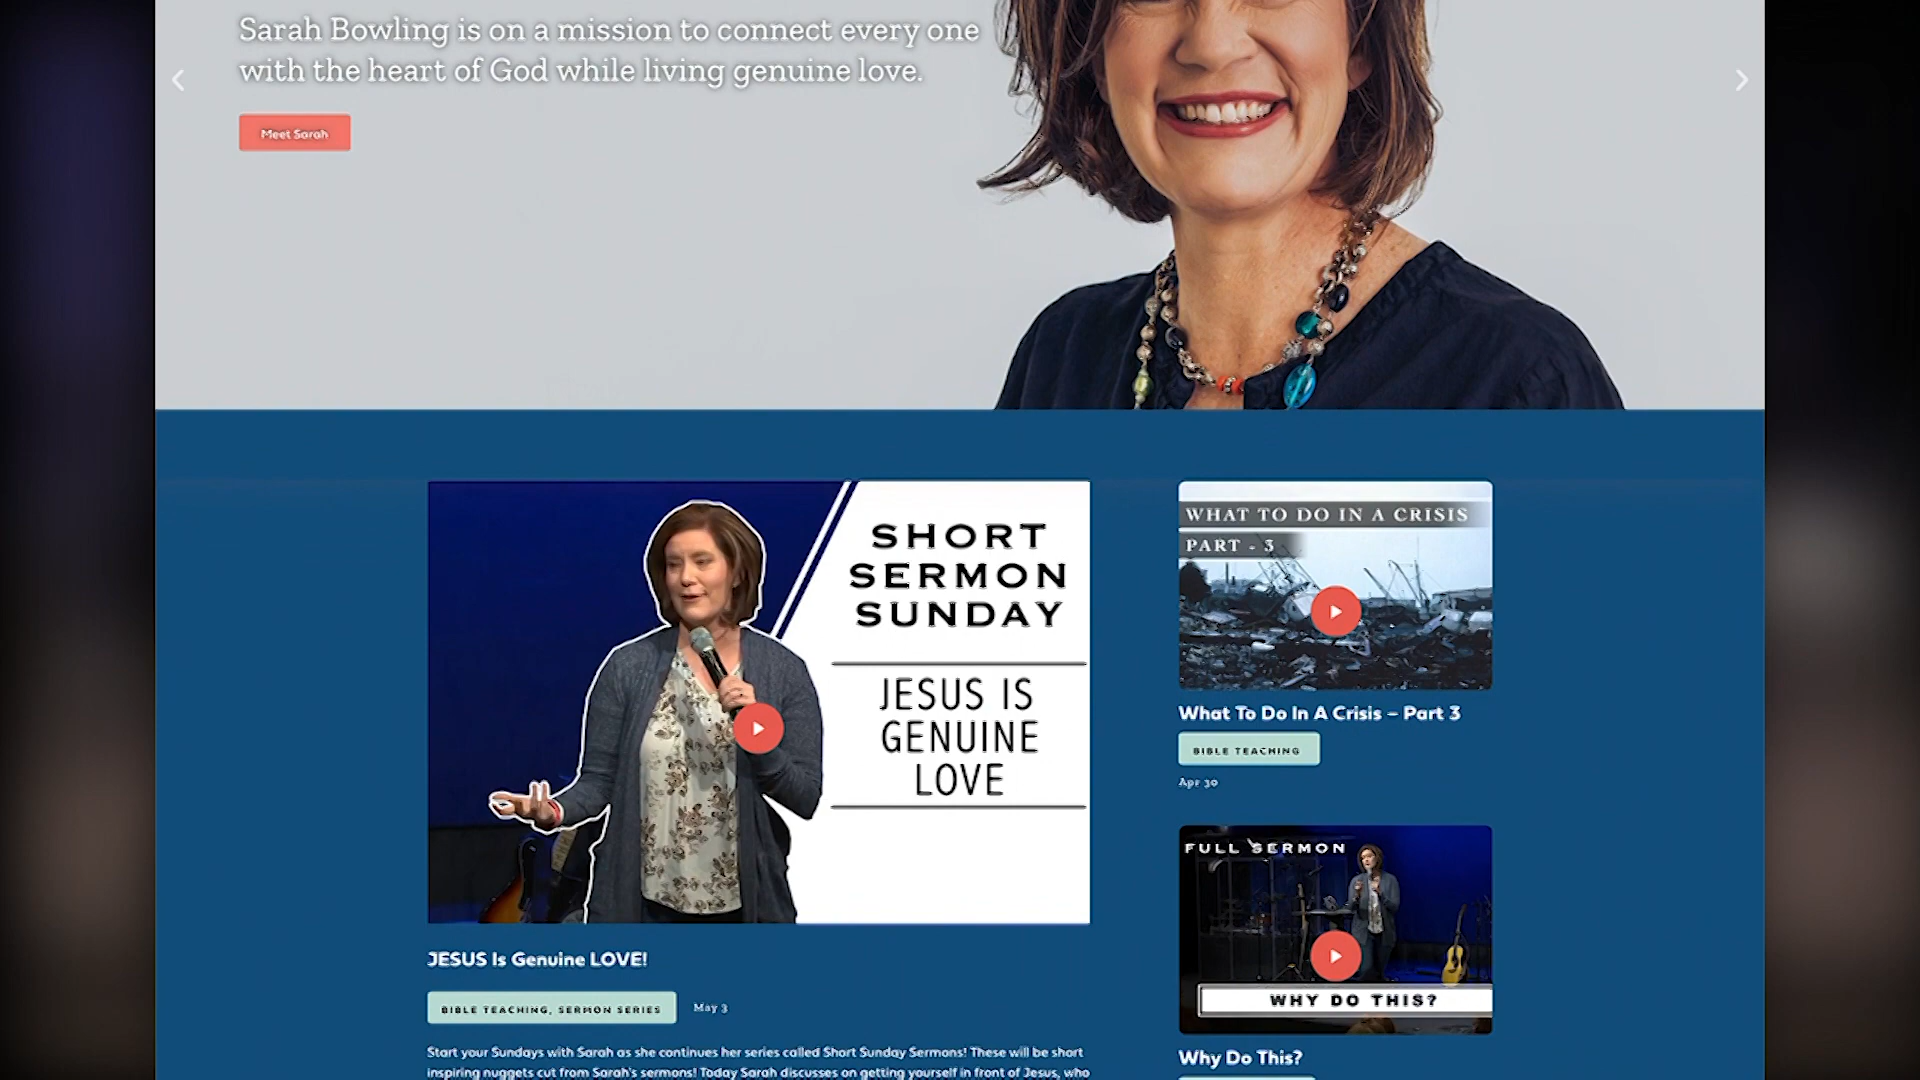 Sarah Bowling is on a mission to connect every one
with the heart of God while living genuine love.
Meet Sarah
SHORT
SERMON
SUNDAY
JESUS IS
GENUINE
LOVE
JESUS Is Genuine LOVE!
BIBLE TEACHING, SERMON SERIES
May 3
Start your Sundays with Sarah as she continues her series called Short Sunday Sermons! These will be short
inspiring nuggets cut from Sarah's sermons! Today Sarah discusses on getting yourself in front of Jesus, who
WHAT TO DO IN A CRISIS
PART - 3
What To Do In A Crisis – Part 3
BIBLE TEACHING
Apr 30
FULL SERMON
WHY DO THIS?
Why Do This?